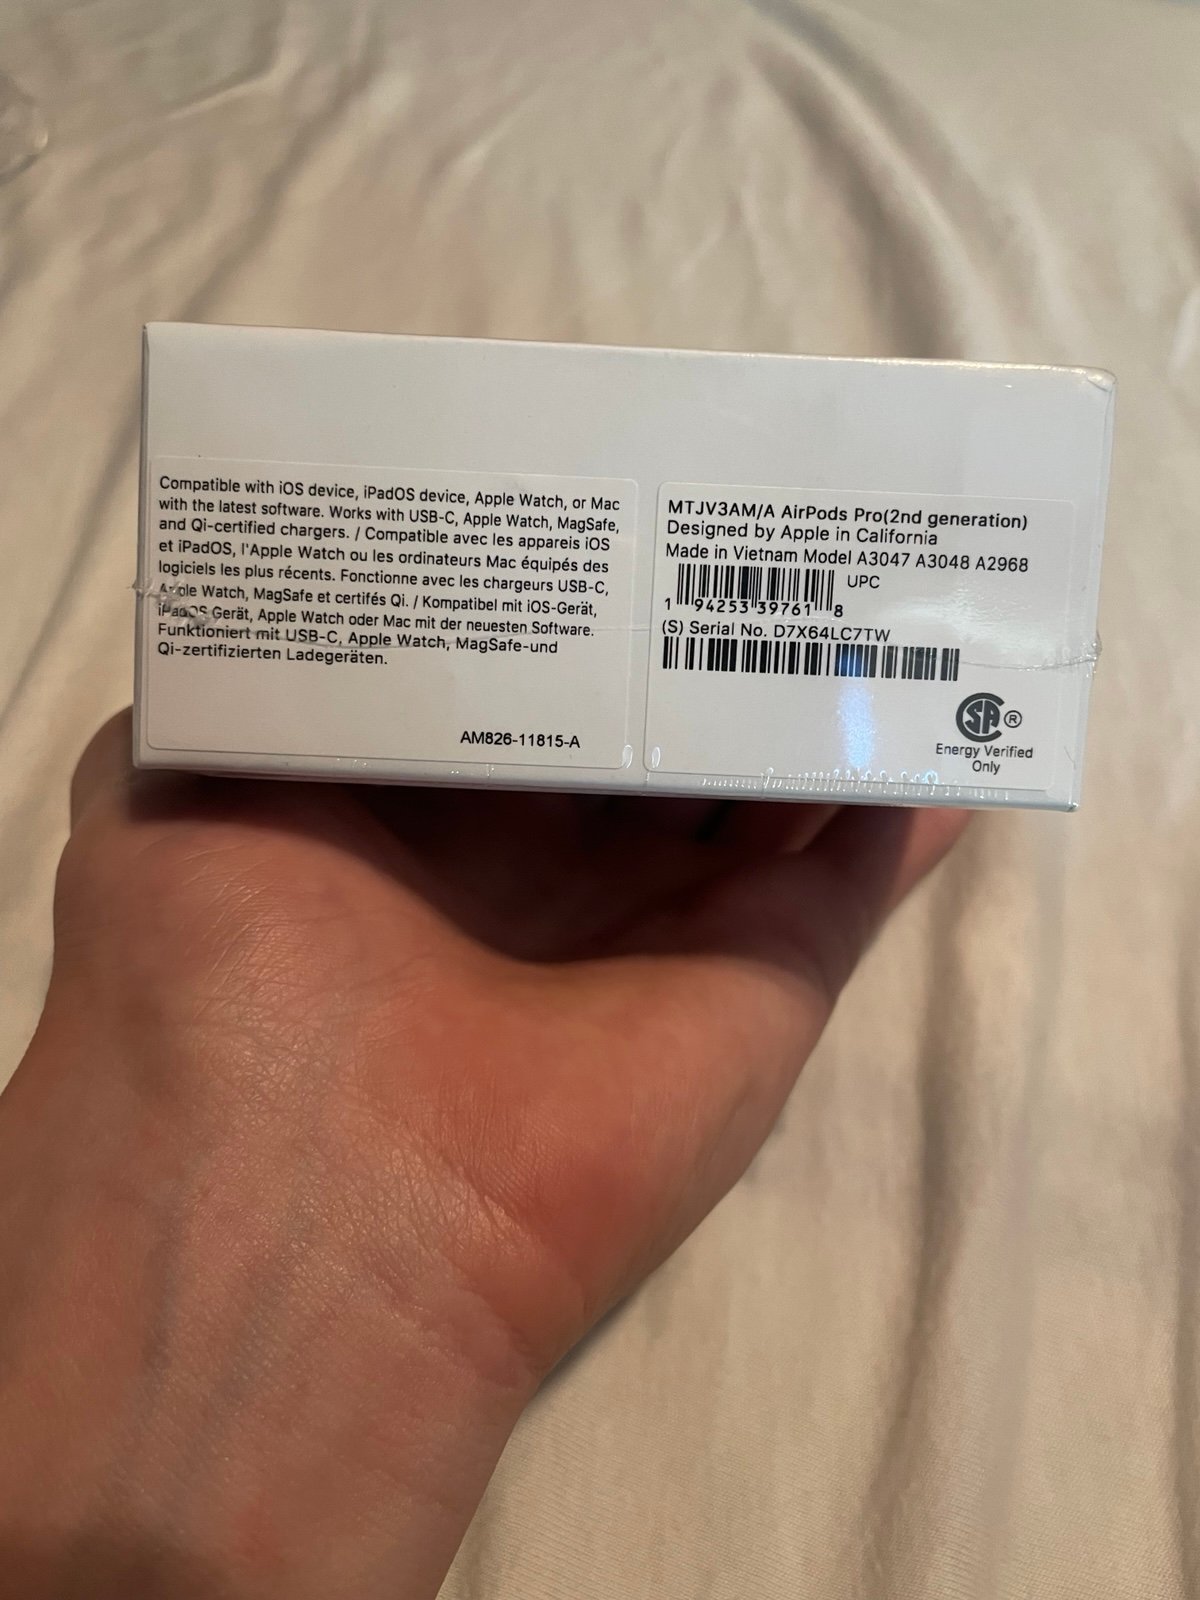 Compatible with iOS device, iPadOS device, Apple Watch, or Mac
with the latest software. Works with USB-C, Apple Watch, MagSafe,
and Qi-certified chargers. / Compatible avec les appareils iOS
et iPadOS, l'Apple Watch ou les ordinateurs Mac équipés des
logiciels les plus récents. Fonctionne avec les chargeurs USB-C,
Apple Watch, MagSafe et certifés Qi. / Kompatibel mit iOS-Gerät,
iPadOS Gerät, Apple Watch oder Mac mit der neuesten Software.
Funktioniert mit USB-C, Apple Watch, MagSafe-und
Qi-zertifizierten Ladegeräten.
AM826-11815-A
MTJV3AM/A AirPods Pro(2nd generation)
Designed by Apple in California
Made in Vietnam Model A3047 A3048 A2968
UPC
1 94253 39761 8
(S) Serial No. D7X64LC7TW
CSA ®
Energy Verified
Only